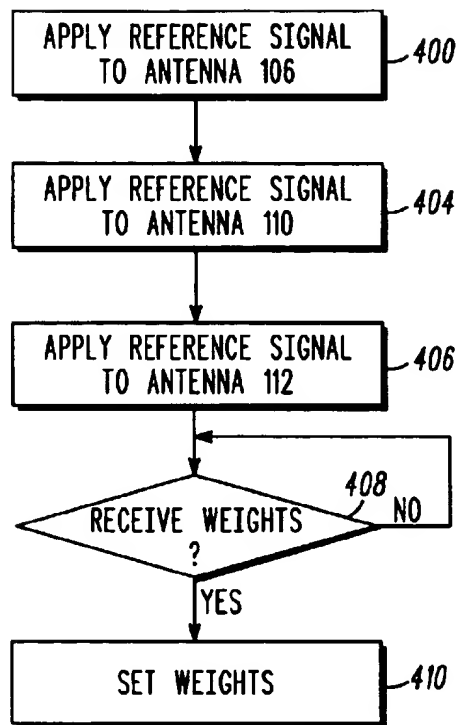 APPLY REFERENCE SIGNAL
TO ANTENNA 106
400
APPLY REFERENCE SIGNAL
TO ANTENNA 110
404
APPLY REFERENCE SIGNAL
TO ANTENNA 112
406
408
RECEIVE WEIGHTS
?
NO
YES
SET WEIGHTS
410